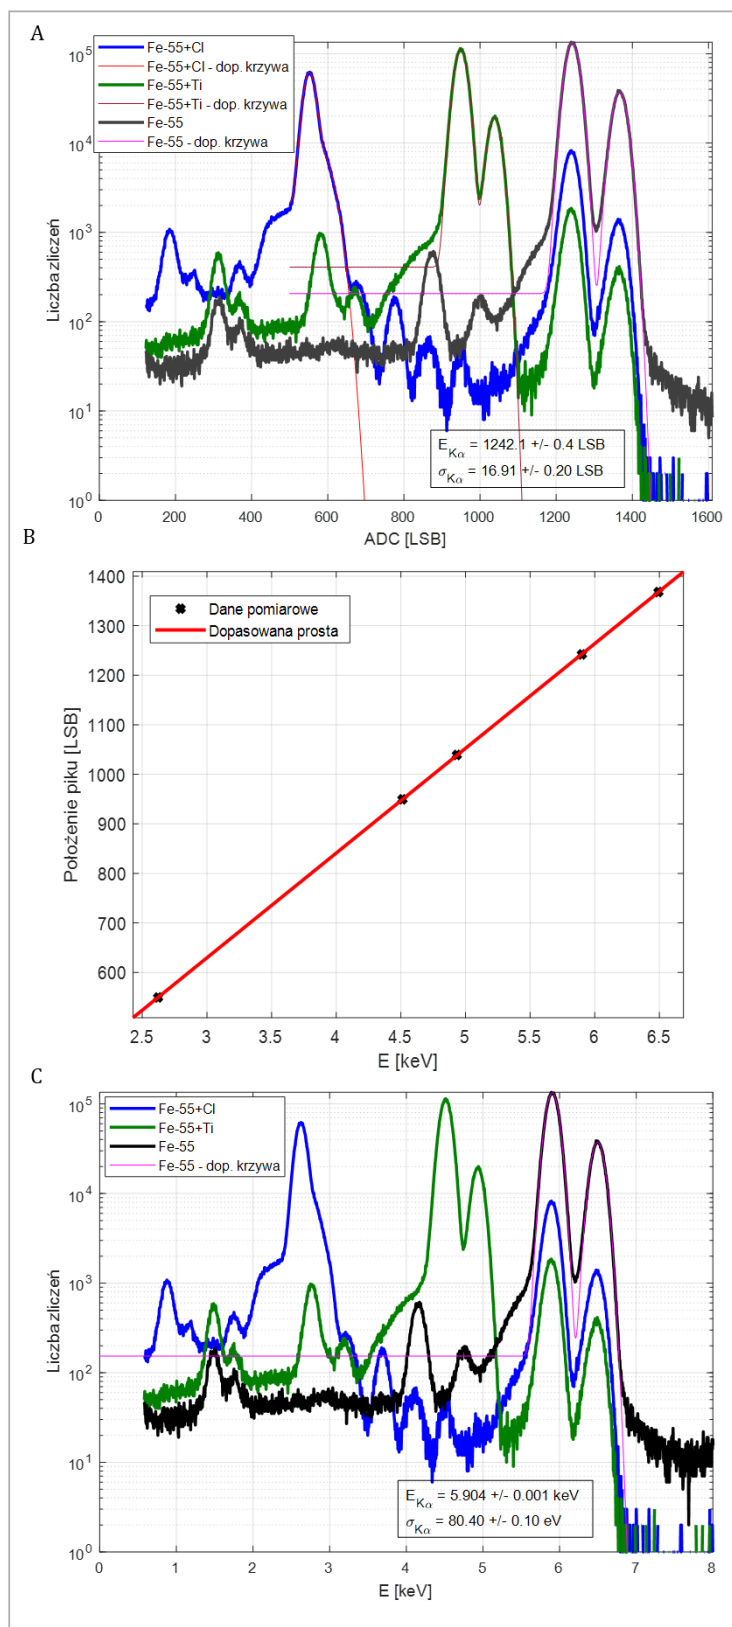 A
Fe-55+Cl
Fe-55+Cl - dop. krzywa
Fe-55+Ti
Fe-55+Ti - dop. krzywa
Fe-55
Fe-55 - dop. krzywa
Liczba zliczeń
10^5
10^4
10^3
10^2
10^1
10^0
E_Kα = 1242.1 +/- 0.4 LSB
σ_Kα = 16.91 +/- 0.20 LSB
0 200 400 600 800 1000 1200 1400 1600
ADC [LSB]
B
Dane pomiarowe
Dopasowana prosta
Położenie piku [LSB]
1400
1300
1200
1100
1000
900
800
700
600
2.5 3 3.5 4 4.5 5 5.5 6 6.5
E [keV]
C
Fe-55+Cl
Fe-55+Ti
Fe-55
Fe-55 - dop. krzywa
Liczba zliczeń
10^5
10^4
10^3
10^2
10^1
10^0
E_Kα = 5.904 +/- 0.001 keV
σ_Kα = 80.40 +/- 0.10 eV
0 1 2 3 4 5 6 7 8
E [keV]